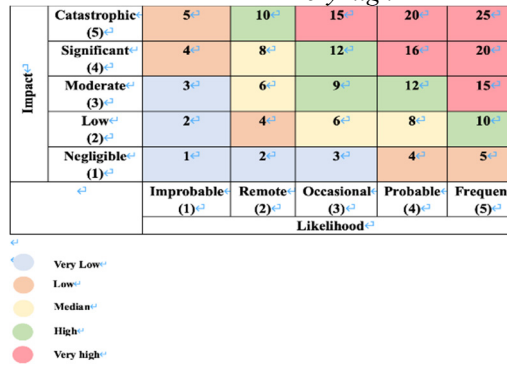 Catastrophic 5 10 15 20 25
(5)
Significant 4 8 12 16 20
(4)
Impact
Moderate 3 6 9 12 15
(3)
Low 2 4 6 8 10
(2)
Negligible 1 2 3 4 5
(1)
Improbable Remote Occasional Probable Frequen
(1) (2) (3) (4) (5)
Likelihood
Very Low
Low
Median
High
Very high